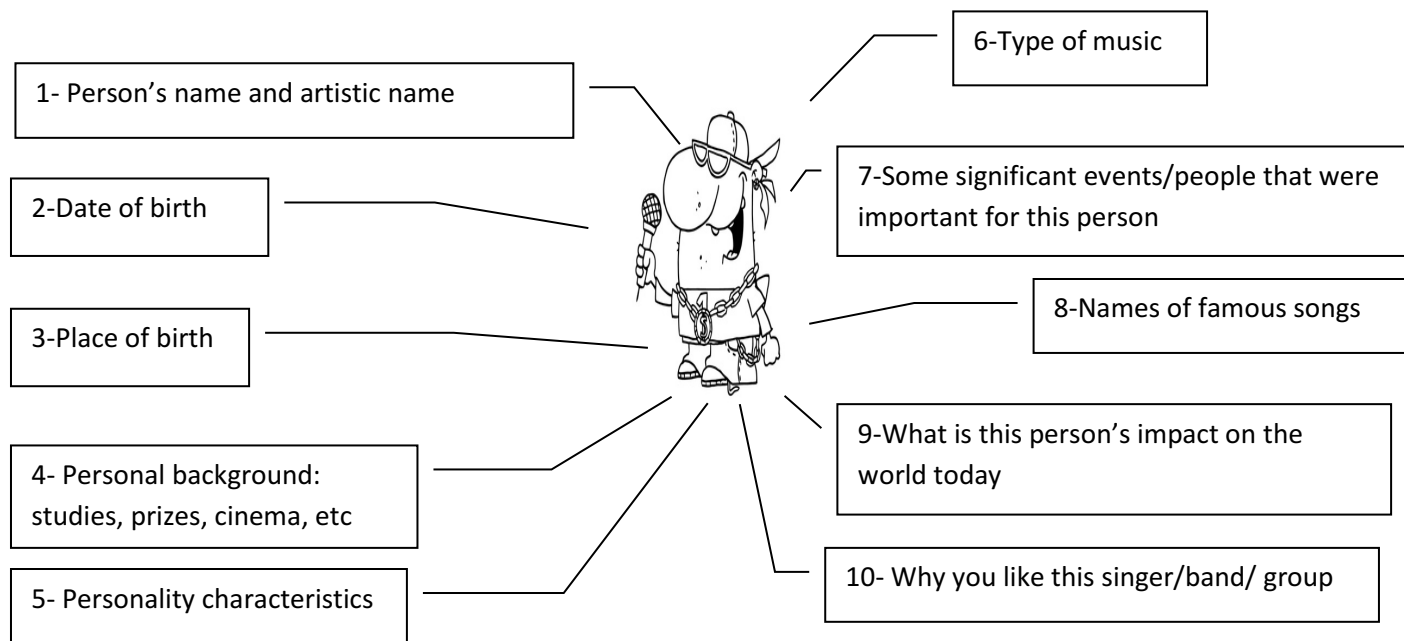 1- Person’s name and artistic name
2-Date of birth
3-Place of birth
4- Personal background:
studies, prizes, cinema, etc
5- Personality characteristics
6-Type of music
7-Some significant events/people that were
important for this person
8-Names of famous songs
9-What is this person’s impact on the
world today
10- Why you like this singer/band/ group